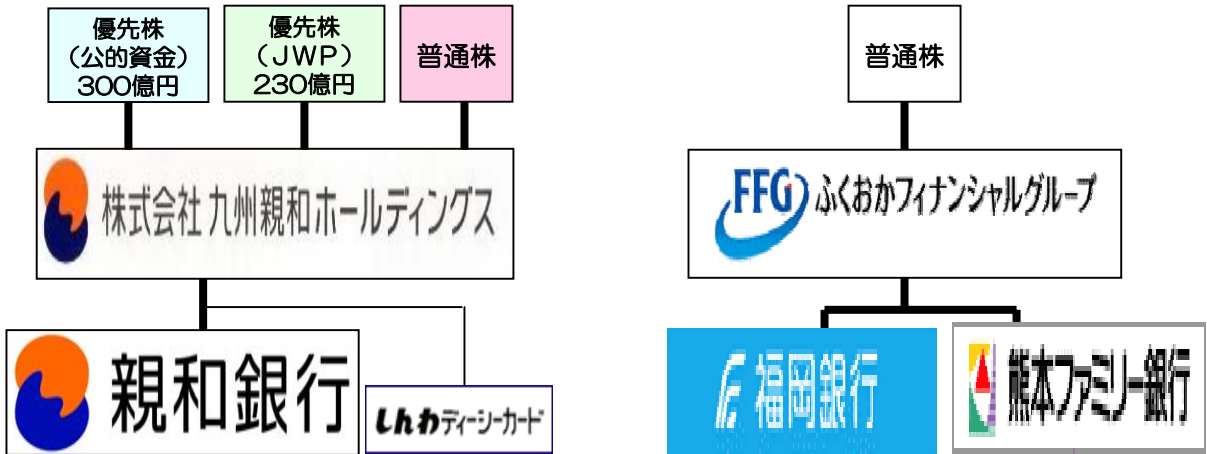 優先株
（公的資金）
300億円
優先株
（JWP）
230億円
普通株
普通株
株式会社 九州親和ホールディングス
FFG ふくおかフィナンシャルグループ
親和銀行
しんわディーシーカード
福岡銀行
熊本ファミリー銀行